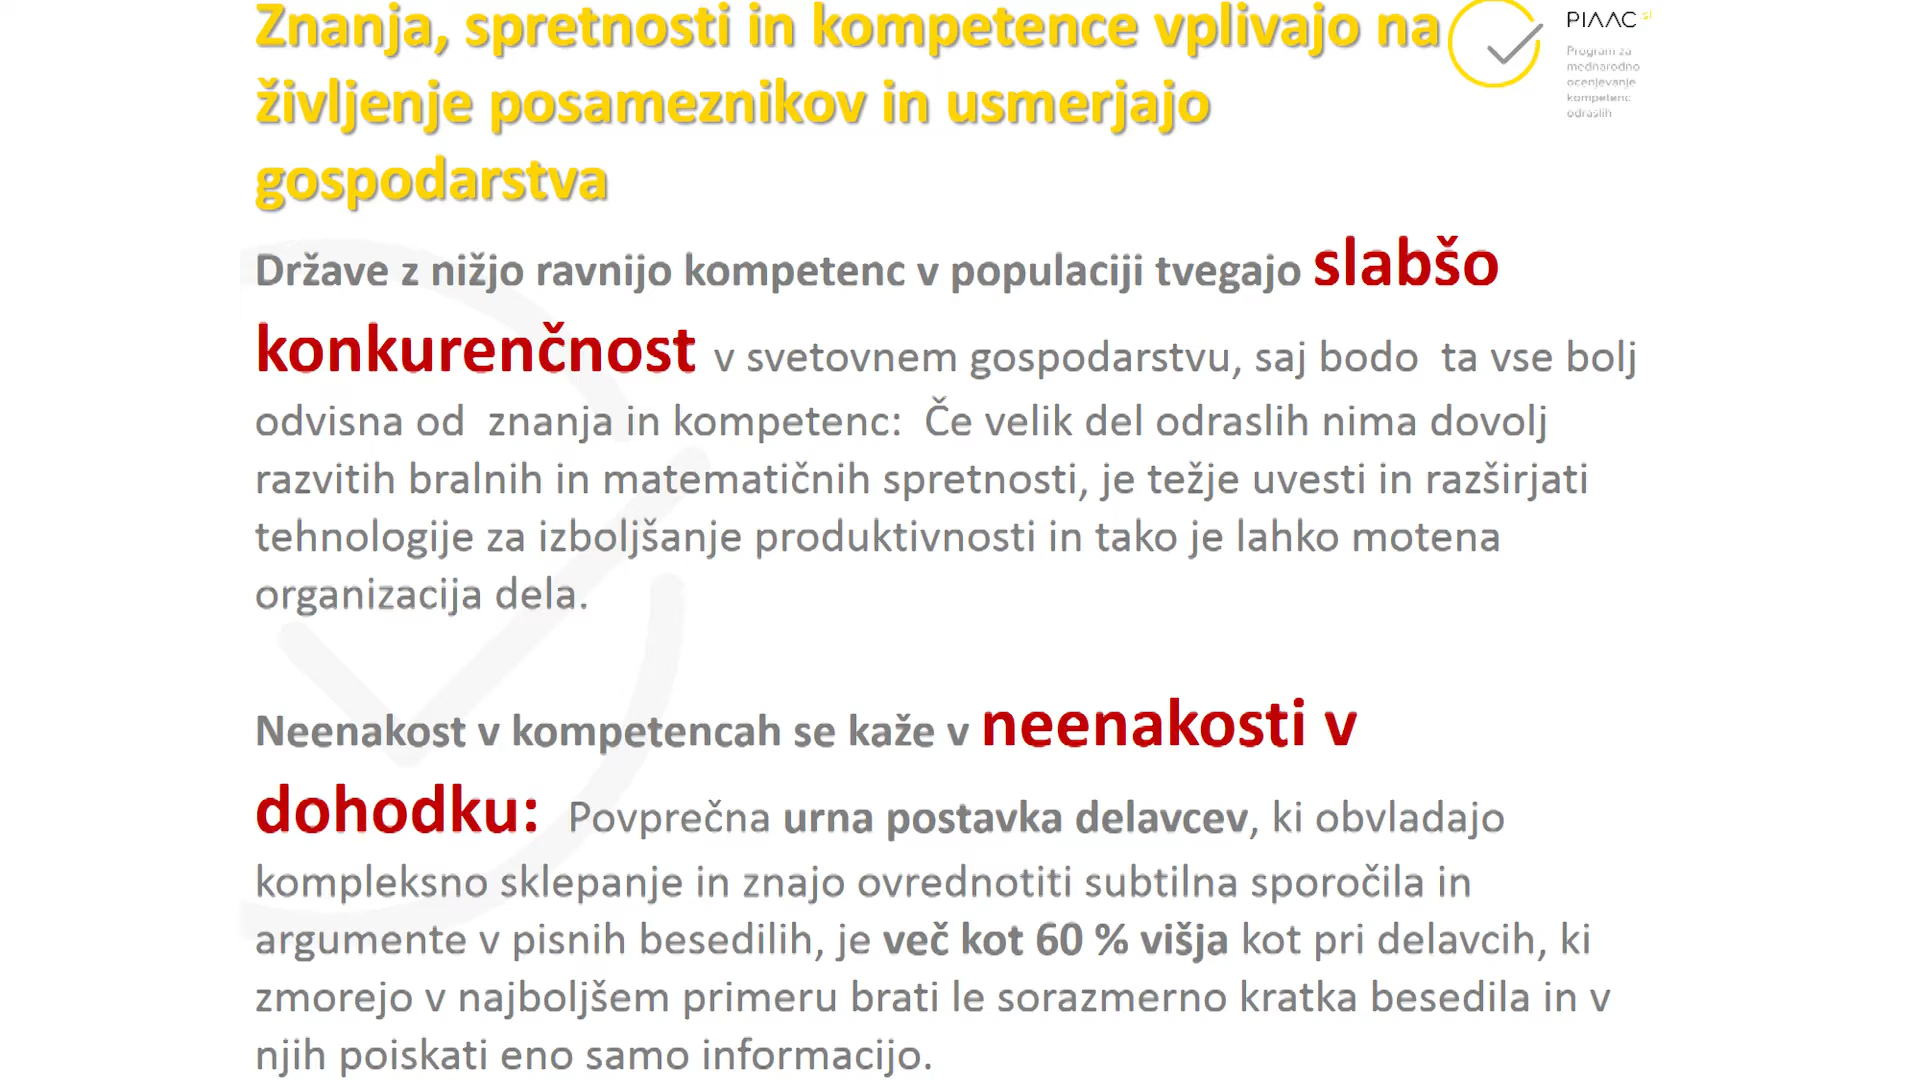 Znanja, spretnosti in kompetence vplivajo na
življenje posameznikov in usmerjajo
gospodarstva
PIAAC.si
Program za
mednarodno
ocenjevanje
kompetenc
odraslih
Države z nižjo ravnijo kompetenc v populaciji tvegajo slabšo
konkurenčnost v svetovnem gospodarstvu, saj bodo ta vse bolj
odvisna od znanja in kompetenc: Če velik del odraslih nima dovolj
razvitih bralnih in matematičnih spretnosti, je težje uvesti in razširjati
tehnologije za izboljšanje produktivnosti in tako je lahko motena
organizacija dela.
Neenakost v kompetencah se kaže v neenakosti v
dohodku: Povprečna urna postavka delavcev, ki obvladajo
kompleksno sklepanje in znajo ovrednotiti subtilna sporočila in
argumente v pisnih besedilih, je več kot 60 % višja kot pri delavcih, ki
zmorejo v najboljšem primeru brati le sorazmerno kratka besedila in v
njih poiskati eno samo informacijo.